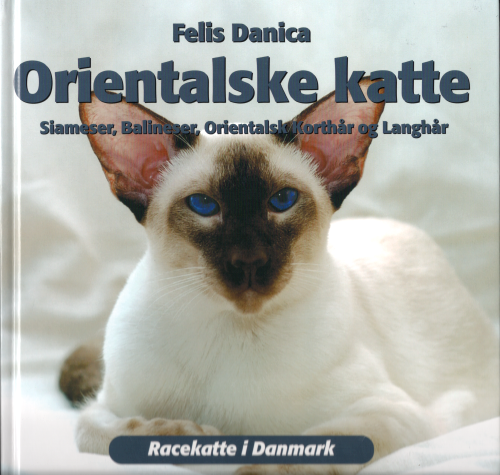 Felis Danica
Orientalske katte
Siameser, Balineser, Orientalsk Korthår og Langhår
Racekatte i Danmark